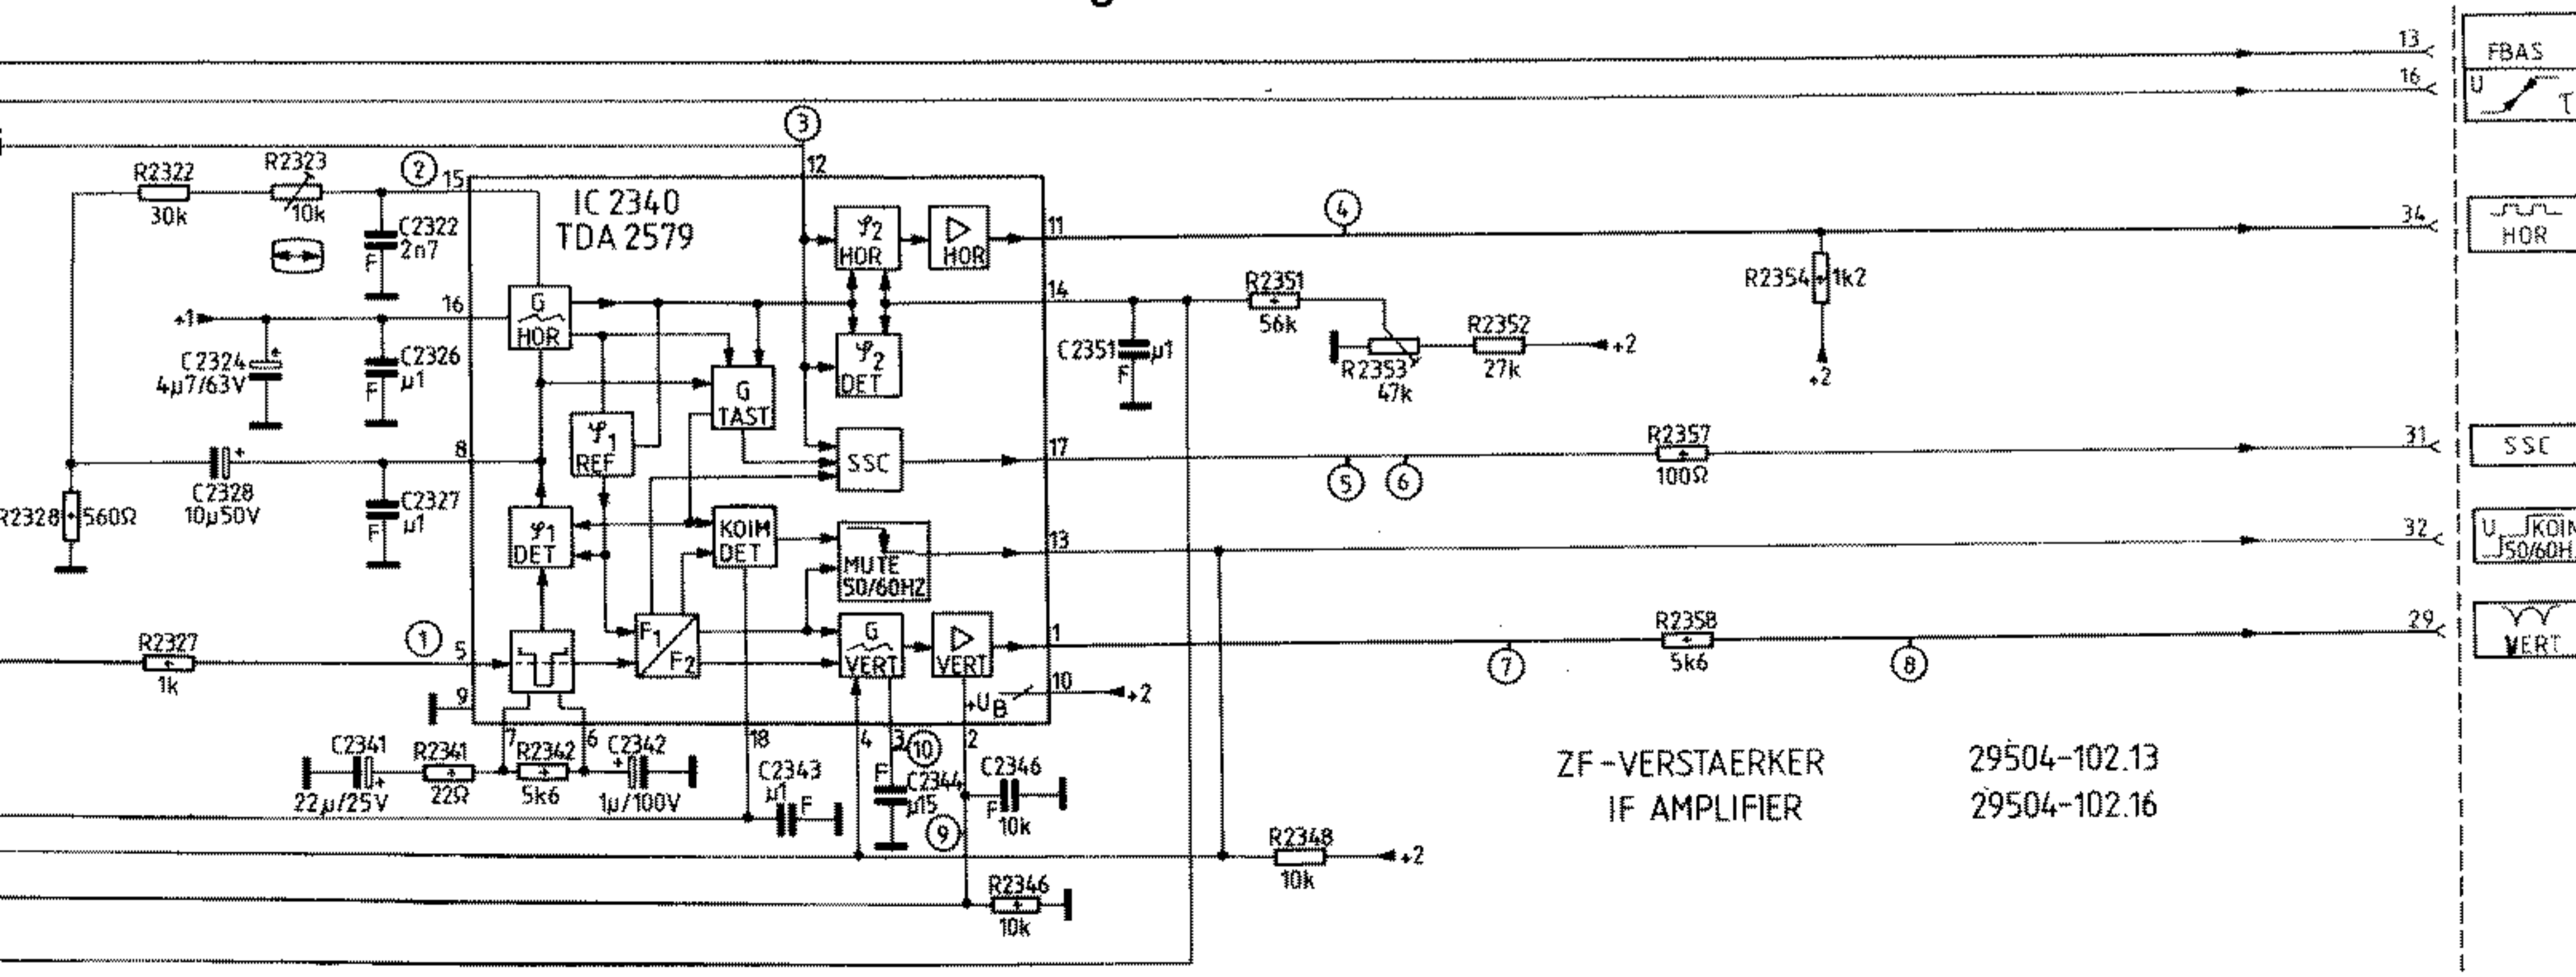 13
FBAS
16
U
τ
3
12
R2322
30k
R2323
10k
2
15
C2322
2n7
F
IC 2340
TDA 2579
φ2
HOR
HOR
11
4
34
HOR
R2354
1k2
+2
16
+1
C2324
4µ7/63V
C2326
µ1
F
G
HOR
14
R2351
56k
C2351
µ1
F
R2352
27k
+2
R2353
47k
φ2
DET
G
TAST
φ1
REF
8
C2328
10µ50V
C2327
µ1
F
R2328
560Ω
SSC
17
5
6
R2357
100Ω
31
SSC
φ1
DET
KOIM
DET
MUTE
50/60HZ
13
32
U
50/60H
R2327
1k
1
5
F1
F2
G
VERT
VERT
1
7
R2358
5k6
8
29
VERT
9
+UB
10
+2
7
6
18
4
3
10
2
C2341
22µ/25V
R2341
22Ω
R2342
5k6
C2342
1µ/100V
C2343
µ1
F
F
C2344
µ15
C2346
F
10k
9
R2348
10k
+2
R2346
10k
ZF-VERSTAERKER 29504-102.13
IF AMPLIFIER 29504-102.16